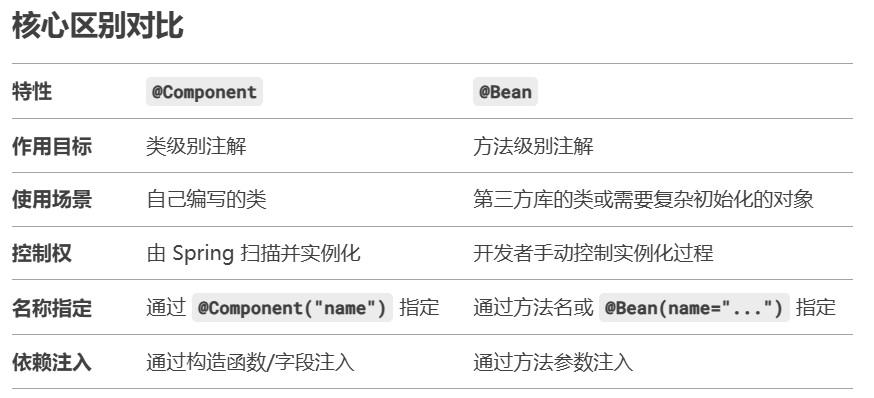 核心区别对比
特性 @Component @Bean
作用目标 类级别注解 方法级别注解
使用场景 自己编写的类 第三方库的类或需要复杂初始化的对象
控制权 由 Spring 扫描并实例化 开发者手动控制实例化过程
名称指定 通过 @Component("name") 指定 通过方法名或 @Bean(name="...") 指定
依赖注入 通过构造函数/字段注入 通过方法参数注入